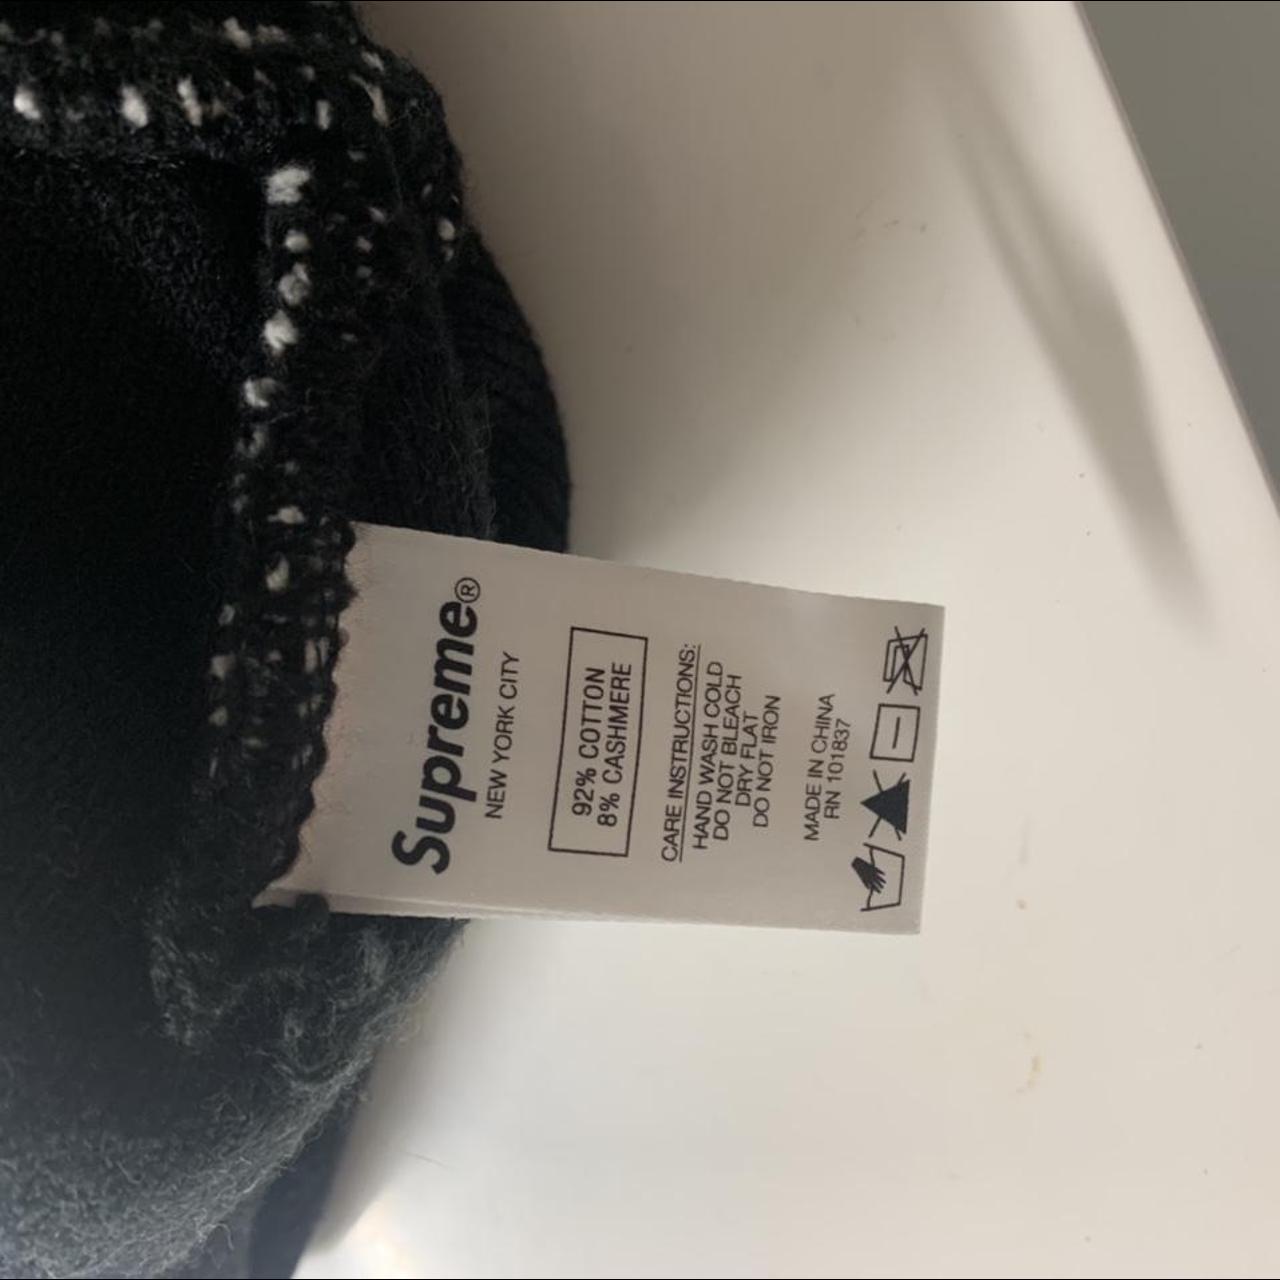 Supreme®
NEW YORK CITY
92% COTTON
8% CASHMERE
CARE INSTRUCTIONS:
HAND WASH COLD
DO NOT BLEACH
DRY FLAT
DO NOT IRON
MADE IN CHINA
RN 101837